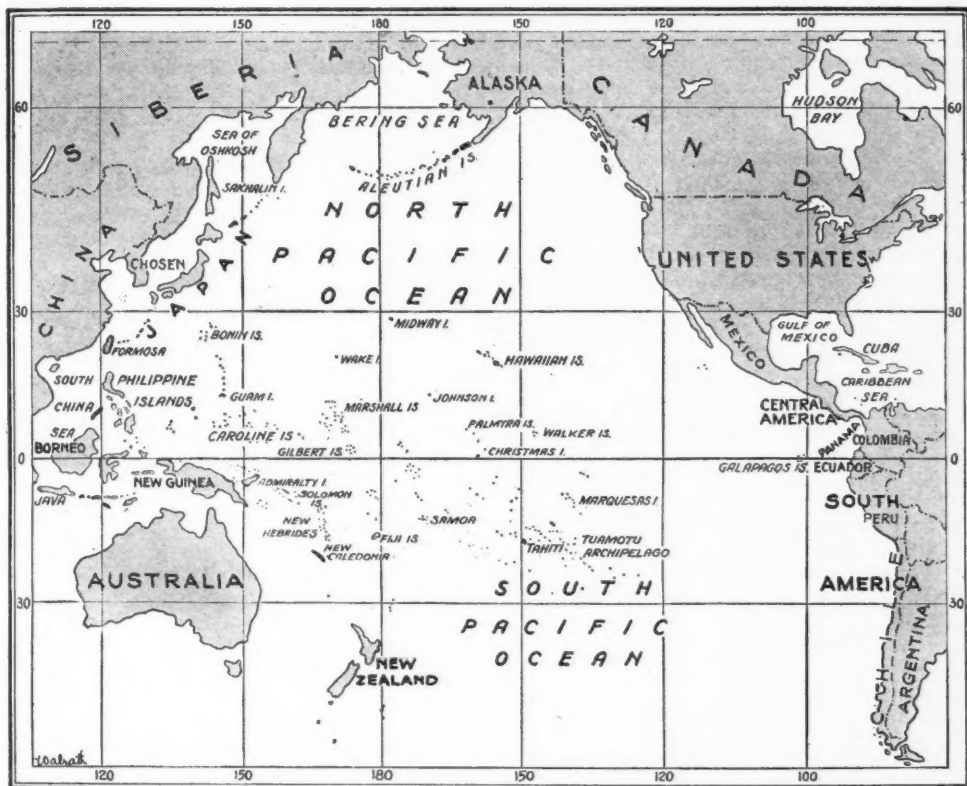 120 150 180 150 120 100
SIBERIA
ALASKA
CANADA
60 60
HUDSON
BAY
BERING SEA
SEA OF
OSHKOSH
SAKHALIN I.
ALEUTIAN IS.
NORTH
PACIFIC
OCEAN
CHINA
CHOSEN
JAPAN
UNITED STATES
30 30
MIDWAY I.
MEXICO
GULF OF
MEXICO
CUBA
CARIBBEAN
SEA
FORMOSA
BONIN IS.
WAKE I.
HAWAIIAN IS.
SOUTH
CHINA
SEA
PHILIPPINE
ISLANDS
GUAM I.
MARSHALL IS
JOHNSON I.
CENTRAL
AMERICA
PANAMA
CAROLINE IS
PALMYRA IS.
WALKER IS.
COLOMBIA
BORNEO
GILBERT IS.
CHRISTMAS I.
0 0
GALAPAGOS IS.
ECUADOR
NEW GUINEA
ADMIRALTY I.
JAVA
SOLOMON
IS
MARQUESAS I.
SOUTH
AMERICA
PERU
NEW
HEBRIDES
SAMOA
FIJI IS
NEW
CALEDONIA
TAHITI
TUAMOTU
ARCHIPELAGO
AUSTRALIA
SOUTH
PACIFIC
OCEAN
30 30
CHILE
ARGENTINA
NEW
ZEALAND
Walrath
120 150 180 150 120 100